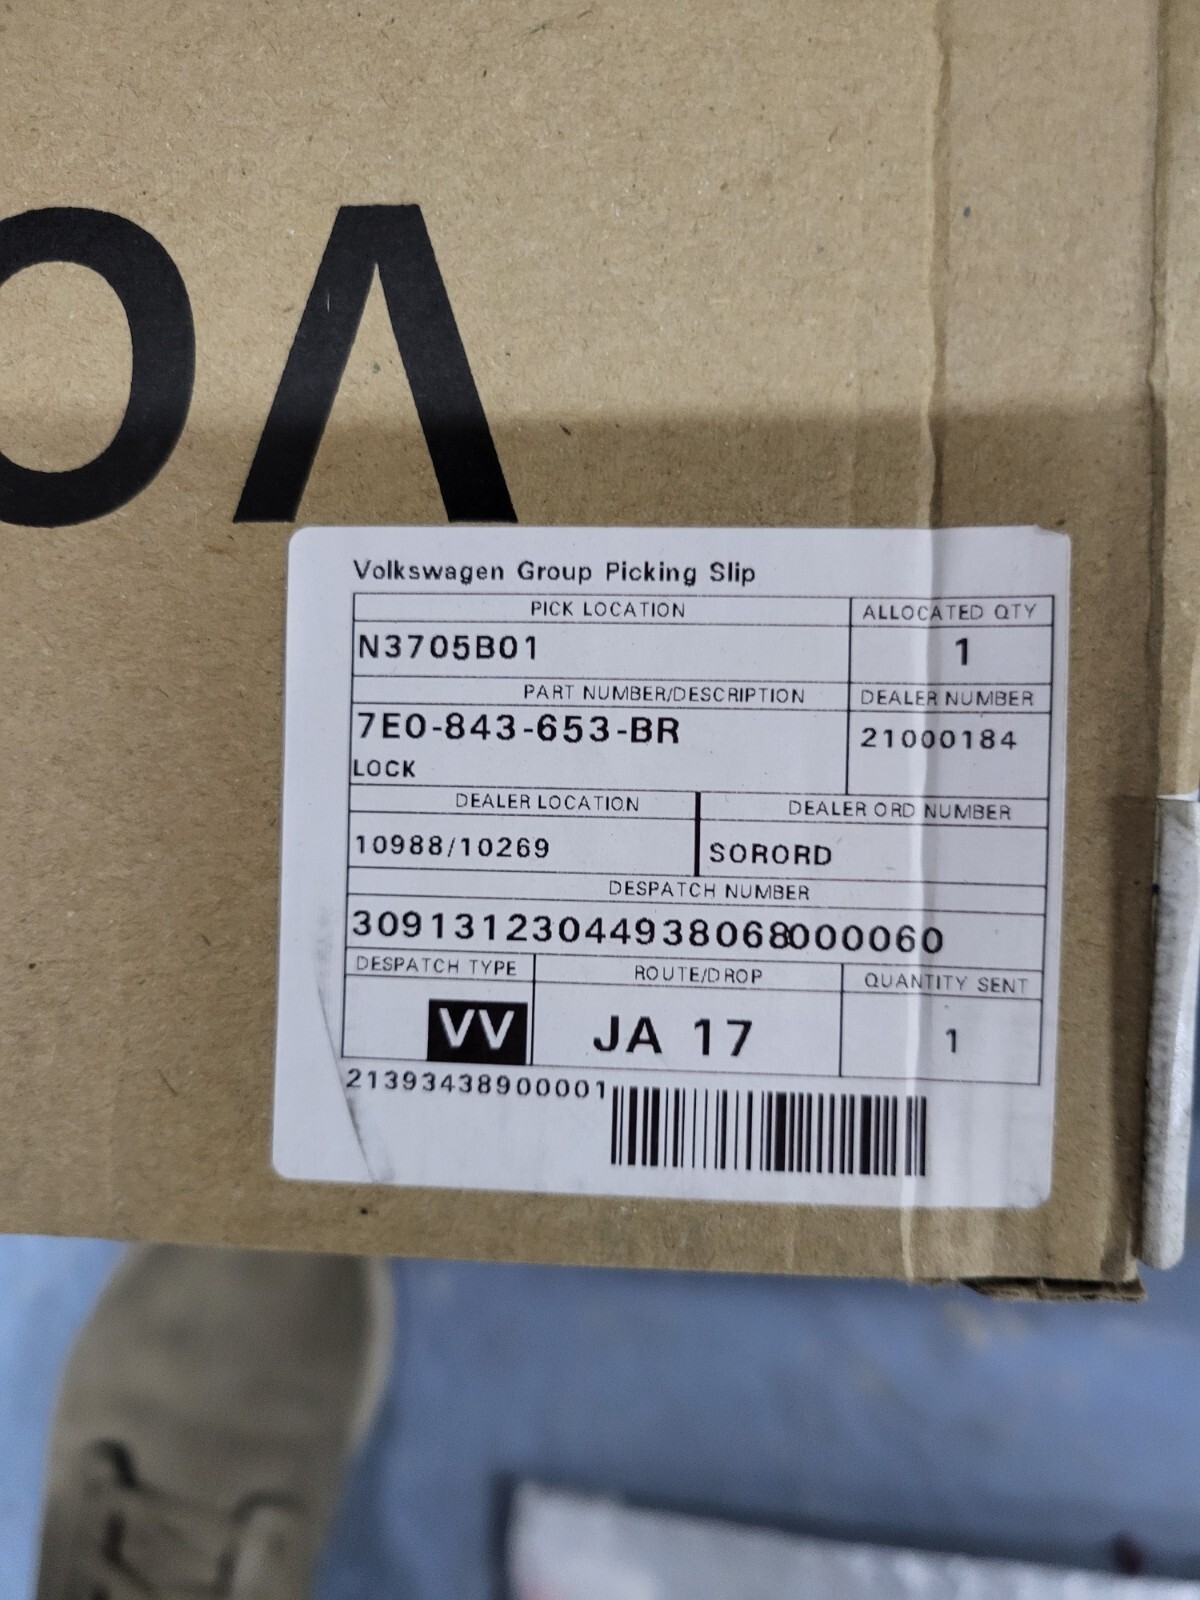 VO
Volkswagen Group Picking Slip
PICK LOCATION ALLOCATED QTY
N3705B01 1
PART NUMBER/DESCRIPTION DEALER NUMBER
7E0-843-653-BR 21000184
LOCK
DEALER LOCATION DEALER ORD NUMBER
10988/10269 SORORD
DESPATCH NUMBER
30913123044938068000060
DESPATCH TYPE ROUTE/DROP QUANTITY SENT
VV JA 17 1
21393438900001